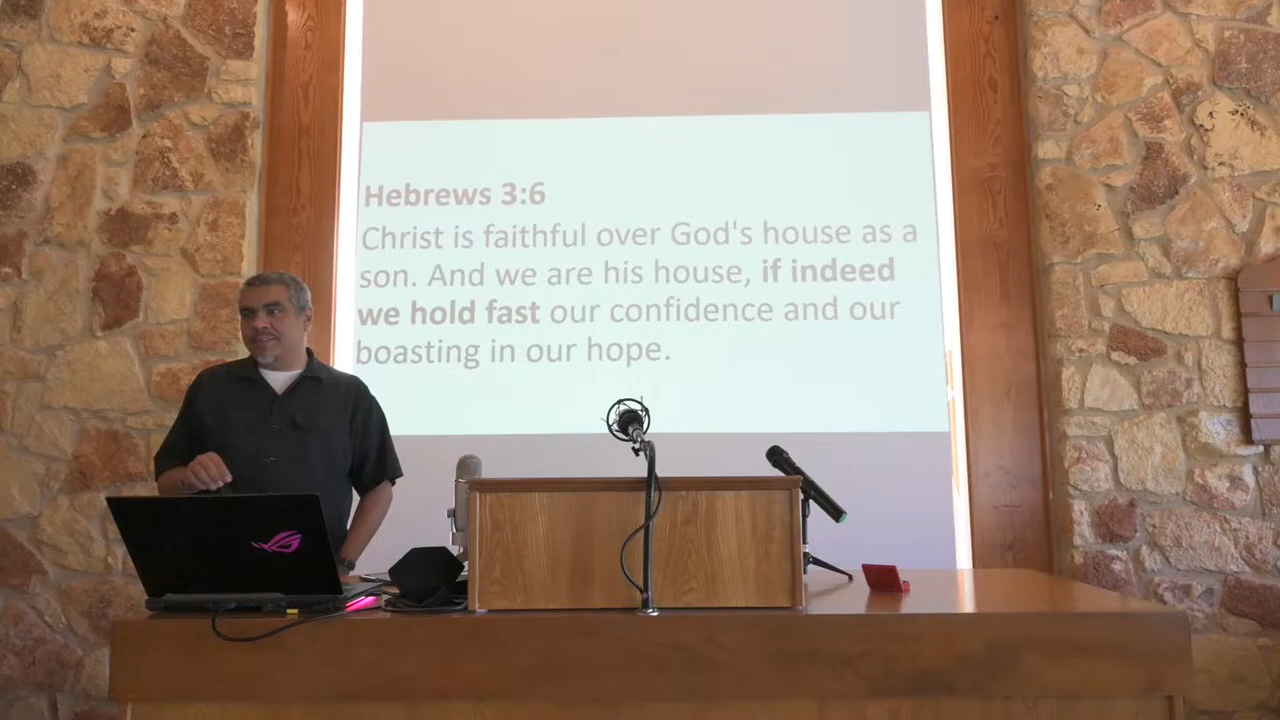 Hebrews 3:6
Christ is faithful over God's house as a
son. And we are his house, if indeed
we hold fast our confidence and our
boasting in our hope.